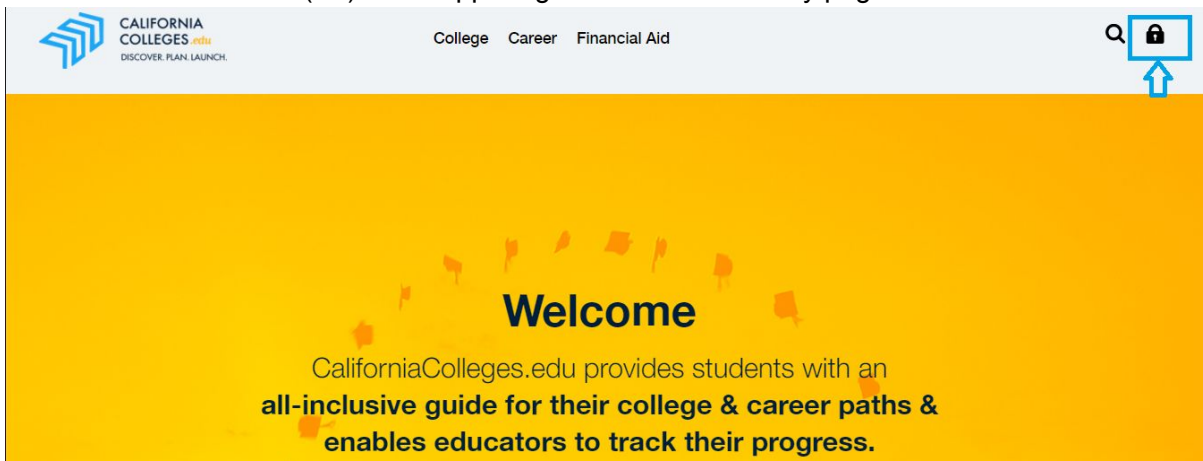 upper
CALIFORNIA
COLLEGES.edu
DISCOVER. PLAN. LAUNCH.
College Career Financial Aid
Welcome
CaliforniaColleges.edu provides students with an
all-inclusive guide for their college & career paths &
enables educators to track their progress.